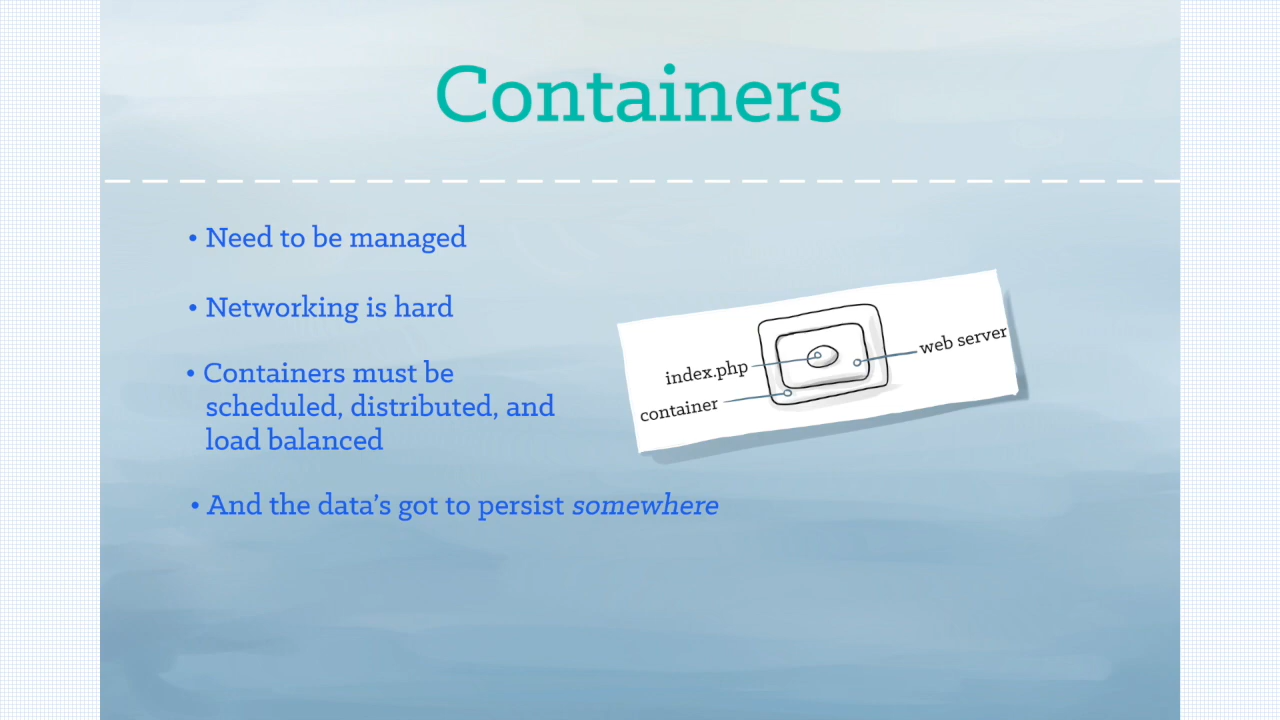 Containers
• Need to be managed
• Networking is hard
• Containers must be
scheduled, distributed, and
load balanced
• And the data's got to persist somewhere
index.php
web server
container